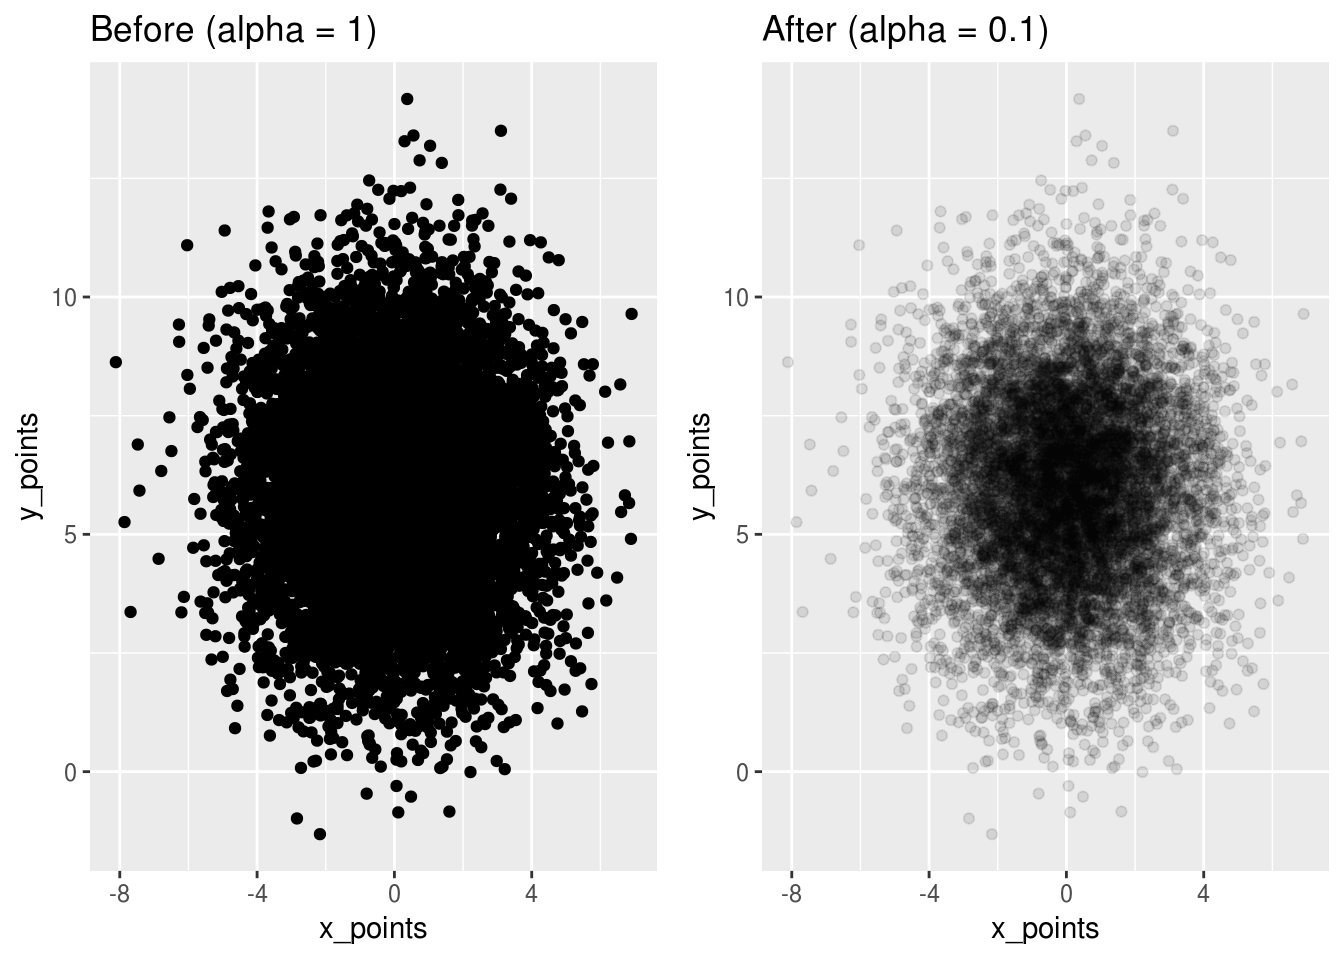 Before (alpha = 1)
y_points
10
5
0
-8 -4 0 4
x_points
After (alpha = 0.1)
y_points
10
5
0
-8 -4 0 4
x_points